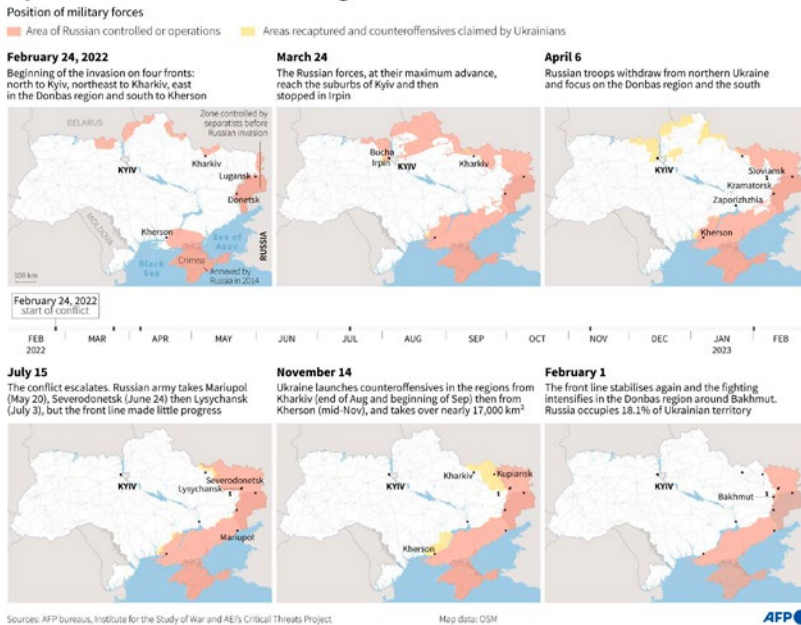 Position of military forces
Area of Russian controlled or operations
Areas recaptured and counteroffensives claimed by Ukrainians
February 24, 2022
Beginning of the invasion on four fronts:
north to Kyiv, northeast to Kharkiv, east
in the Donbas region and south to Kherson
BELARUS
Zone controlled by
separatists before
Russian invasion
KYIV
Kharkiv
Lugansk
Donetsk
MOLDOVA
Kherson
Sea of
Azov
Black
Sea
Crimea
RUSSIA
Annexed by
Russia in 2014
100 km
March 24
The Russian forces, at their maximum advance,
reach the suburbs of Kyiv and then
stopped in Irpin
Bucha
Irpin
KYIV
Kharkiv
April 6
Russian troops withdraw from northern Ukraine
and focus on the Donbas region and the south
KYIV
Sloviansk
1
Kramatorsk
Zaporizhzhia
Kherson
February 24, 2022
start of conflict
FEB MAR APR MAY JUN JUL AUG SEP OCT NOV DEC JAN FEB
2022 2023
July 15
The conflict escalates. Russian army takes Mariupol
(May 20), Severodonetsk (June 24) then Lysychansk
(July 3), but the front line made little progress
KYIV
Severodonetsk
Lysychansk
1
Mariupol
November 14
Ukraine launches counteroffensives in the regions from
Kharkiv (end of Aug and beginning of Sep) then from
Kherson (mid-Nov), and takes over nearly 17,000 km²
KYIV
Kharkiv
Kupiansk
1
Kherson
February 1
The front line stabilises again and the fighting
intensifies in the Donbas region around Bakhmut.
Russia occupies 18.1% of Ukrainian territory
KYIV
Bakhmut
1
Sources: AFP bureaus, Institute for the Study of War and AEI's Critical Threats Project
Map data: OSM
AFP